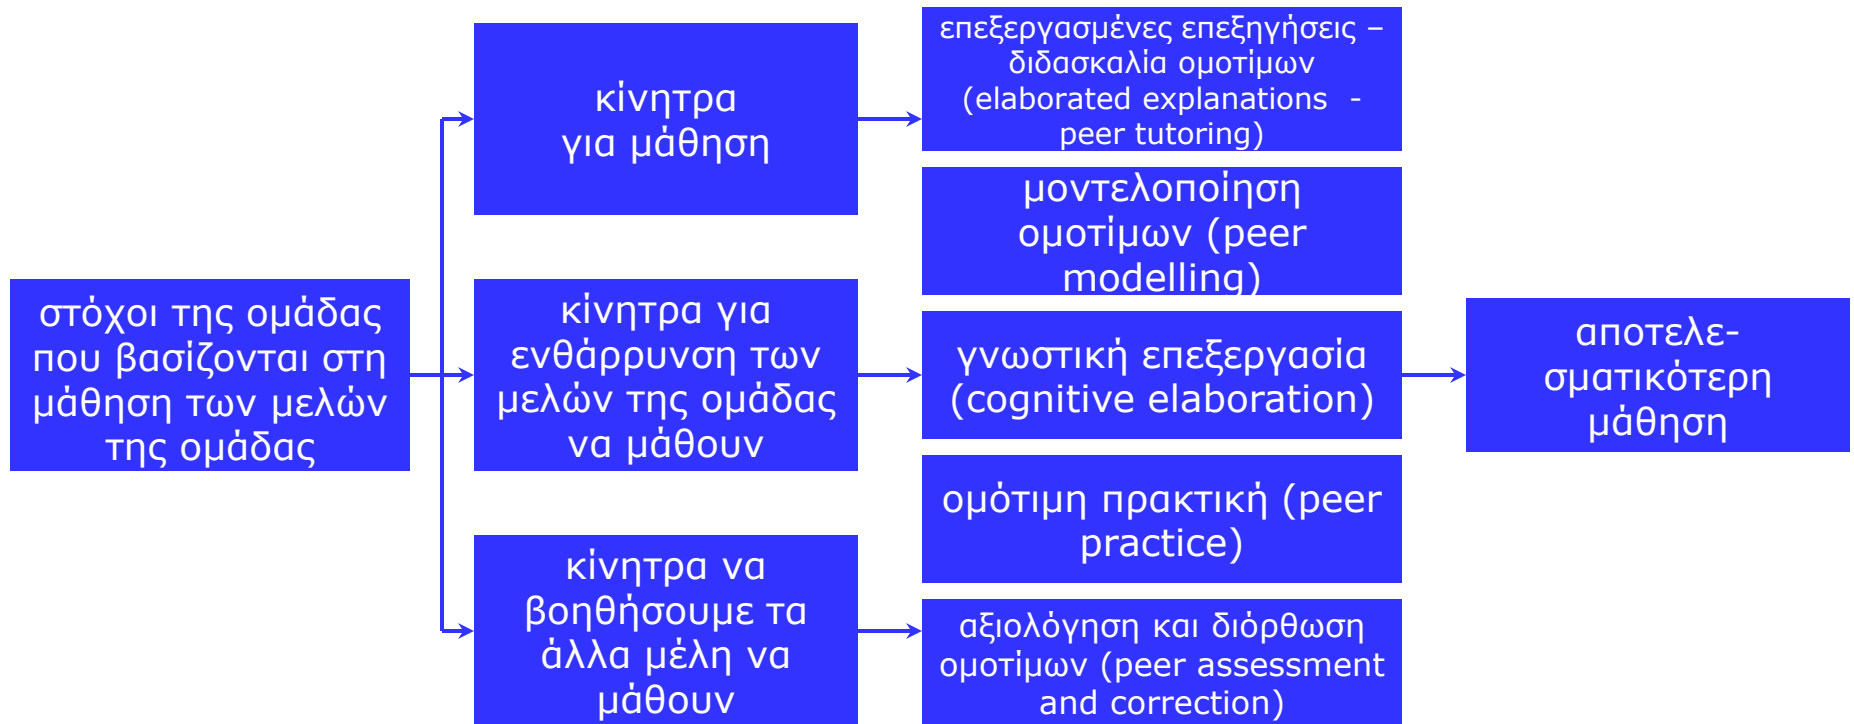 στόχοι της ομάδας
που βασίζονται στη
μάθηση των μελών
της ομάδας
κίνητρα
για μάθηση
κίνητρα για
ενθάρρυνση των
μελών της ομάδας
να μάθουν
κίνητρα να
βοηθήσουμε τα
άλλα μέλη να
μάθουν
επεξεργασμένες επεξηγήσεις –
διδασκαλία ομοτίμων
(elaborated explanations -
peer tutoring)
μοντελοποίηση
ομοτίμων (peer
modelling)
γνωστική επεξεργασία
(cognitive elaboration)
ομότιμη πρακτική (peer
practice)
αξιολόγηση και διόρθωση
ομοτίμων (peer assessment
and correction)
αποτελε-
σματικότερη
μάθηση